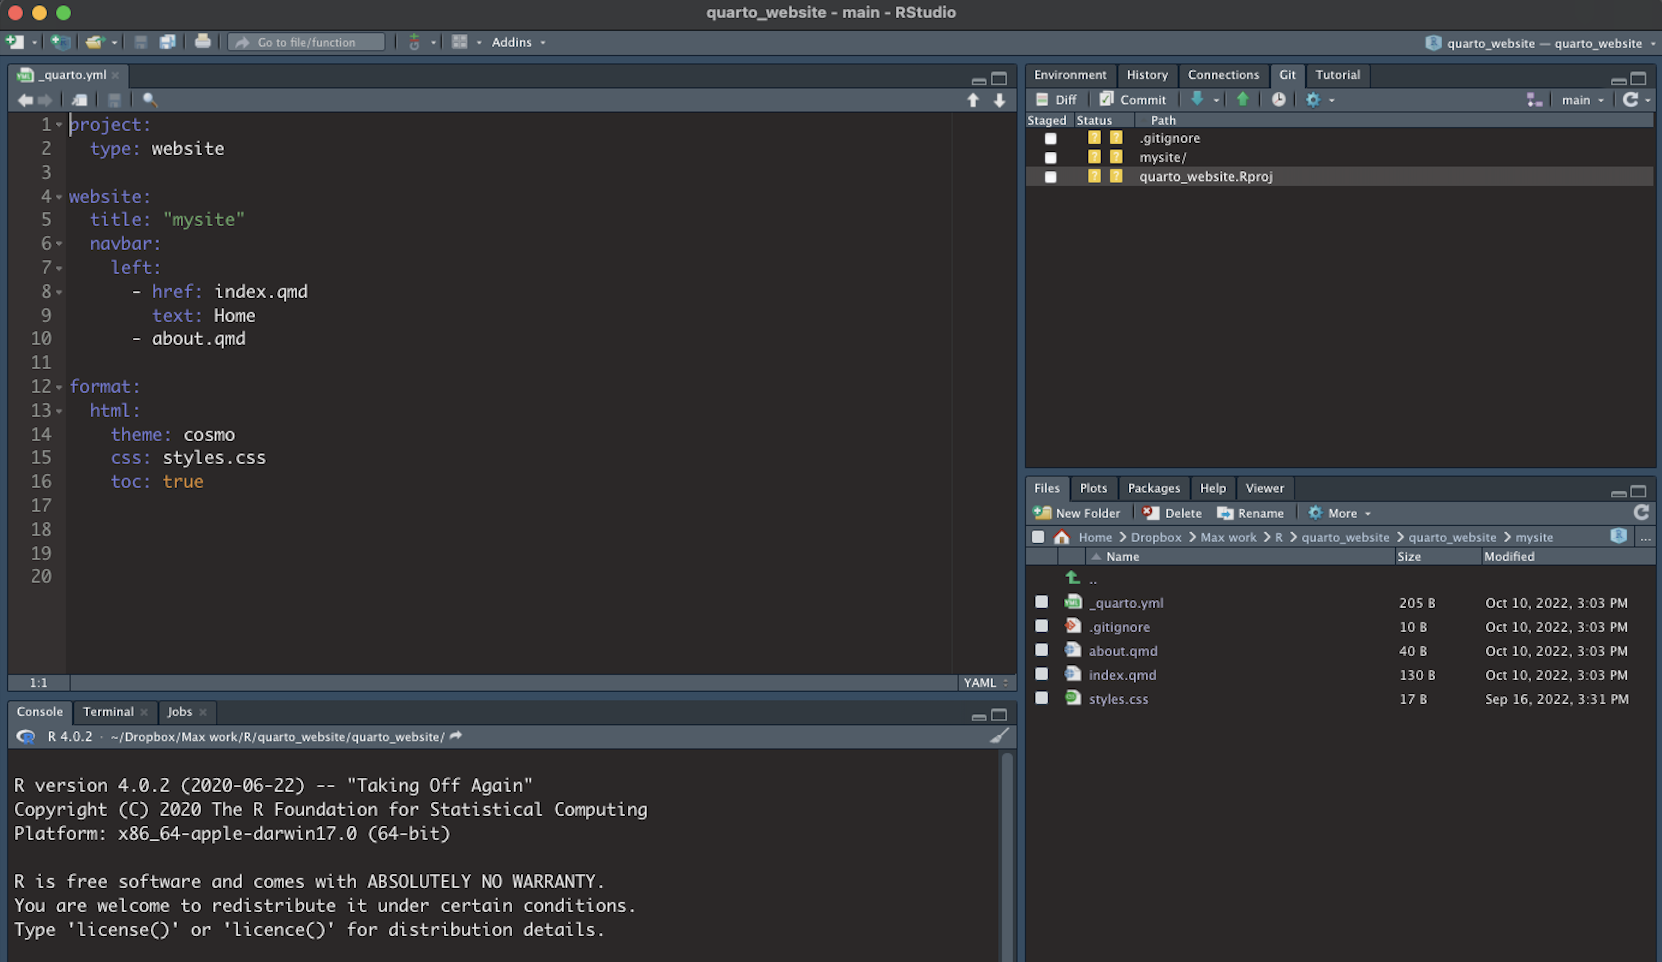 quarto_website - main - RStudio
Go to file/function
Addins
quarto_website — quarto_website
_quarto.yml
1 project:
2   type: website
3
4 website:
5   title: "mysite"
6   navbar:
7     left:
8       - href: index.qmd
9         text: Home
10       - about.qmd
11
12 format:
13   html:
14     theme: cosmo
15     css: styles.css
16     toc: true
17
18
19
20
1:1
YAML
Console Terminal Jobs
R 4.0.2 · ~/Dropbox/Max work/R/quarto_website/quarto_website/
R version 4.0.2 (2020-06-22) -- "Taking Off Again"
Copyright (C) 2020 The R Foundation for Statistical Computing
Platform: x86_64-apple-darwin17.0 (64-bit)
R is free software and comes with ABSOLUTELY NO WARRANTY.
You are welcome to redistribute it under certain conditions.
Type 'license()' or 'licence()' for distribution details.
Environment History Connections Git Tutorial
Diff Commit main
Staged Status Path
? ? .gitignore
? ? mysite/
? ? quarto_website.Rproj
Files Plots Packages Help Viewer
New Folder Delete Rename More
Home Dropbox Max work R quarto_website quarto_website mysite ...
Name Size Modified
..
_quarto.yml 205 B Oct 10, 2022, 3:03 PM
.gitignore 10 B Oct 10, 2022, 3:03 PM
about.qmd 40 B Oct 10, 2022, 3:03 PM
index.qmd 130 B Oct 10, 2022, 3:03 PM
styles.css 17 B Sep 16, 2022, 3:31 PM